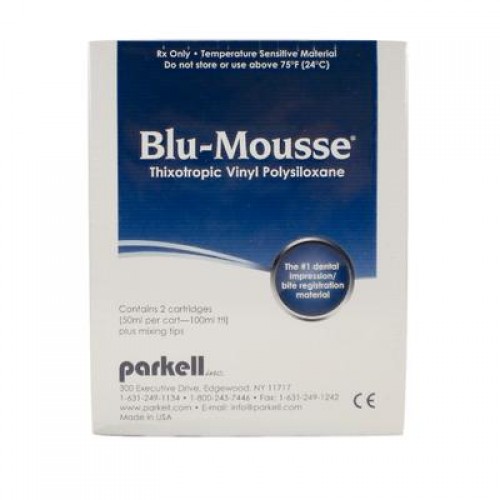 Rx Only • Temperature Sensitive Material
Do not store or use above 75°F (24°C)
Blu-Mousse®
Thixotropic Vinyl Polysiloxane
The #1 dental
impression/
bite registration
material
Contains 2 cartridges
(50ml per cart—100ml ttl)
plus mixing tips
parkell
300 Executive Drive, Edgewood, NY 11717
1-631-249-1134 • 1-800-243-7446 • Fax: 1-631-249-1242
www.parkell.com • E-mail: info@parkell.com
Made in USA
CE